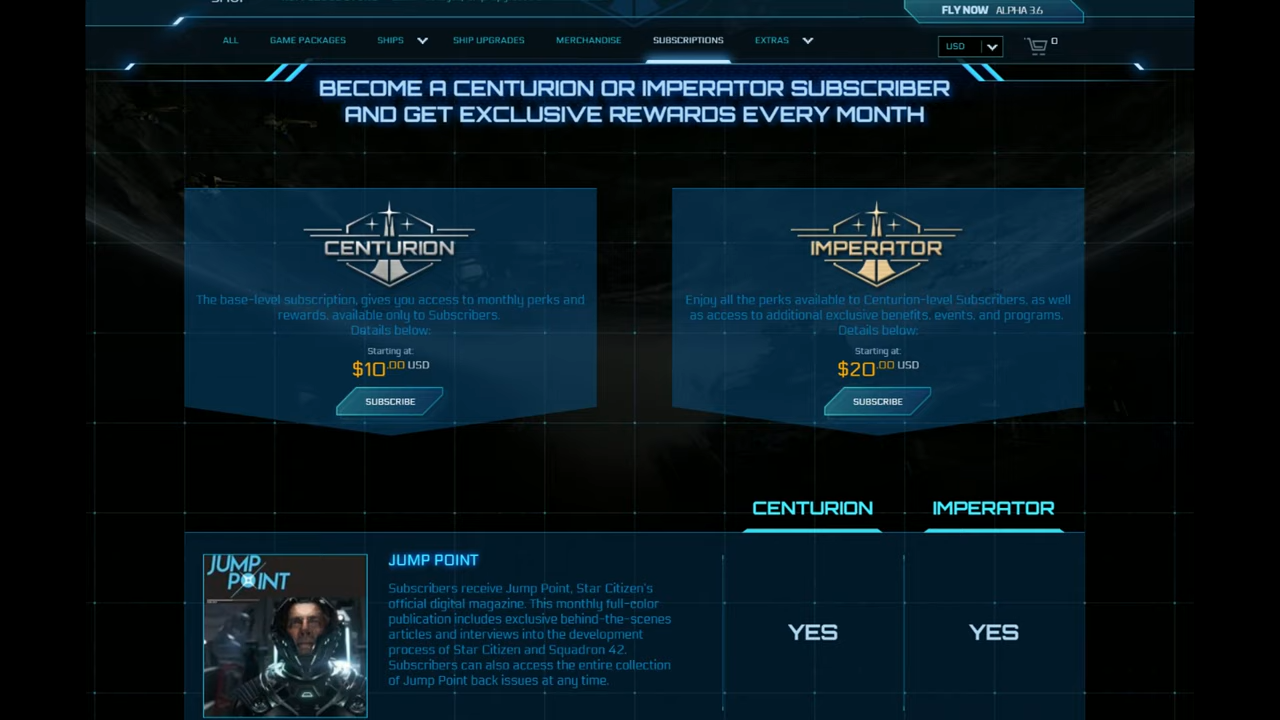 FLY NOW ALPHA 3.6
ALL GAME PACKAGES SHIPS SHIP UPGRADES MERCHANDISE SUBSCRIPTIONS EXTRAS USD 0
BECOME A CENTURION OR IMPERATOR SUBSCRIBER
AND GET EXCLUSIVE REWARDS EVERY MONTH
CENTURION
The base-level subscription, gives you access to monthly perks and
rewards, available only to Subscribers.
Details below:
Starting at:
$10.00 USD
SUBSCRIBE
IMPERATOR
Enjoy all the perks available to Centurion-level Subscribers, as well
as access to additional exclusive benefits, events, and programs.
Details below:
Starting at:
$20.00 USD
SUBSCRIBE
CENTURION IMPERATOR
JUMP
POINT
JUMP POINT
Subscribers receive Jump Point, Star Citizen's
official digital magazine. This monthly full-color
publication includes exclusive behind-the-scenes
articles and interviews into the development
process of Star Citizen and Squadron 42.
Subscribers can also access the entire collection
of Jump Point back issues at any time.
YES YES